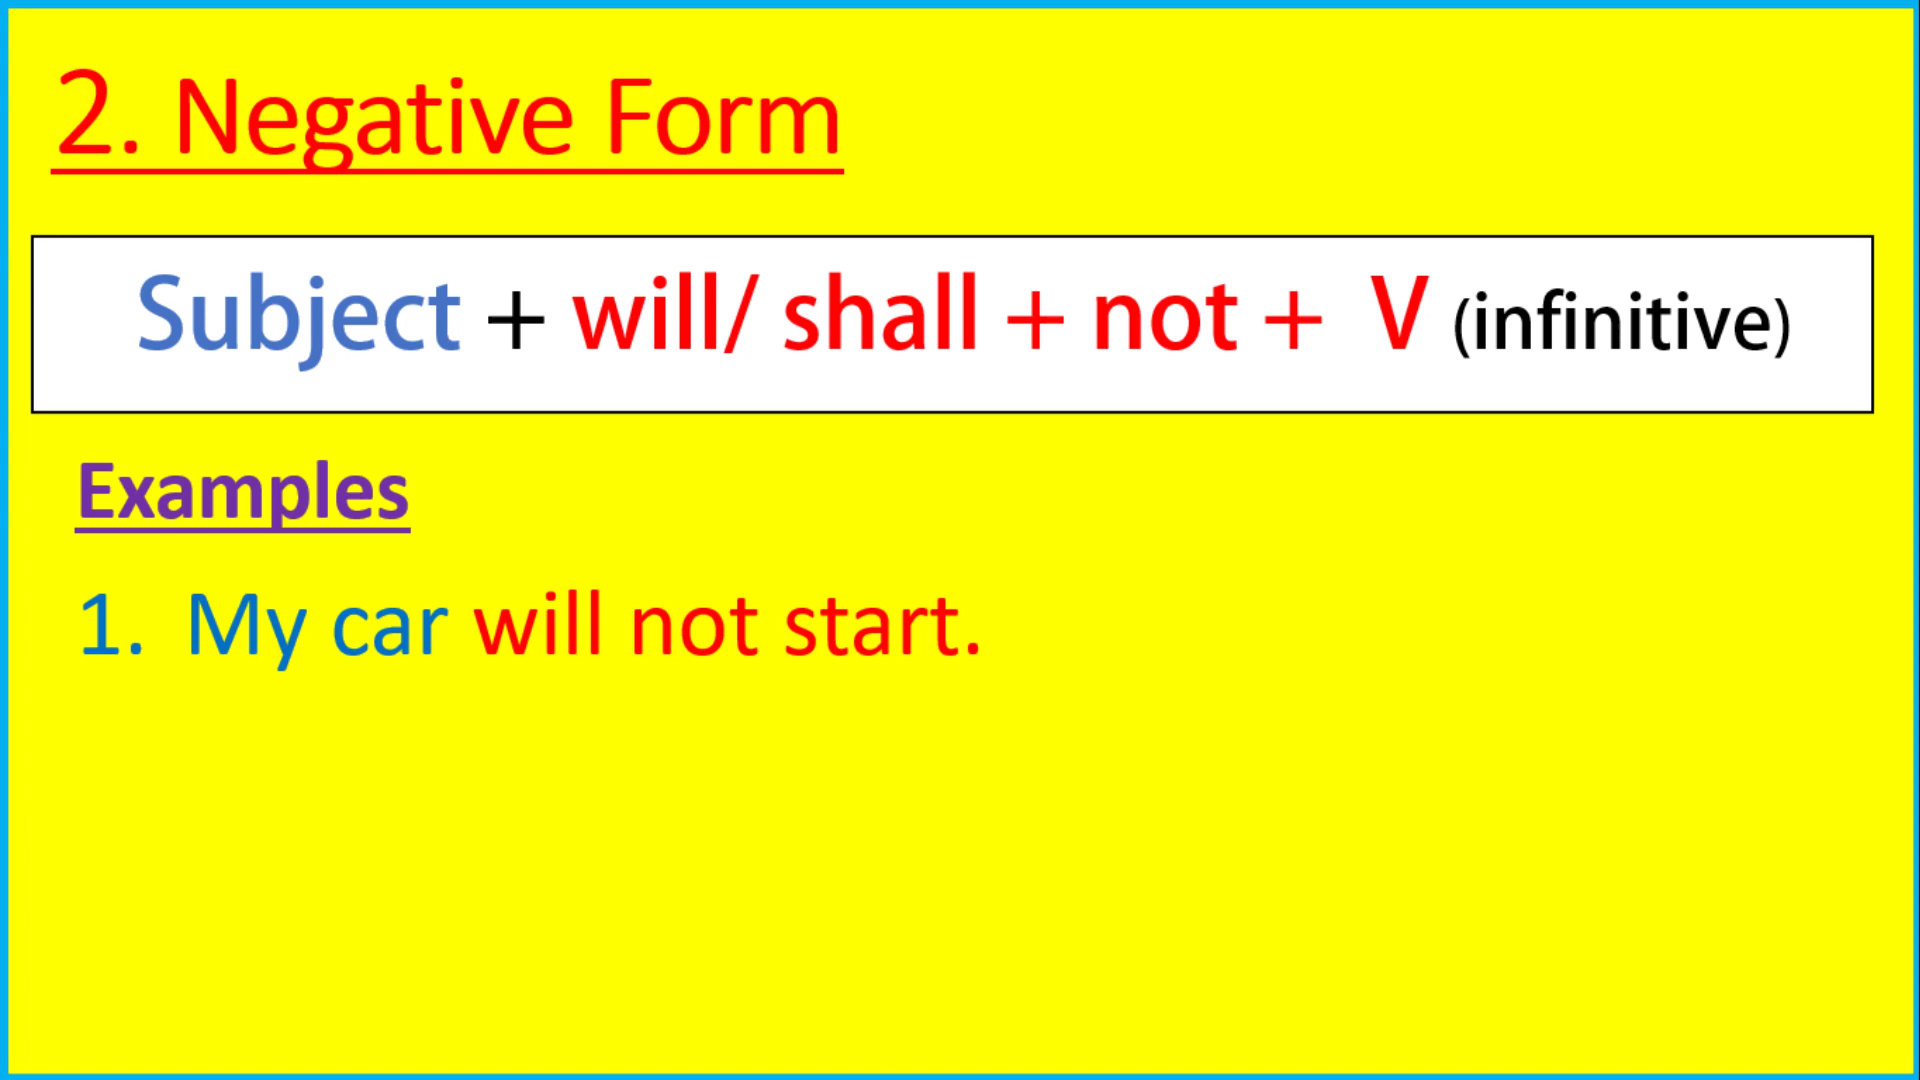 2. Negative Form
Subject + will/ shall + not + V (infinitive)
Examples
1. My car will not start.